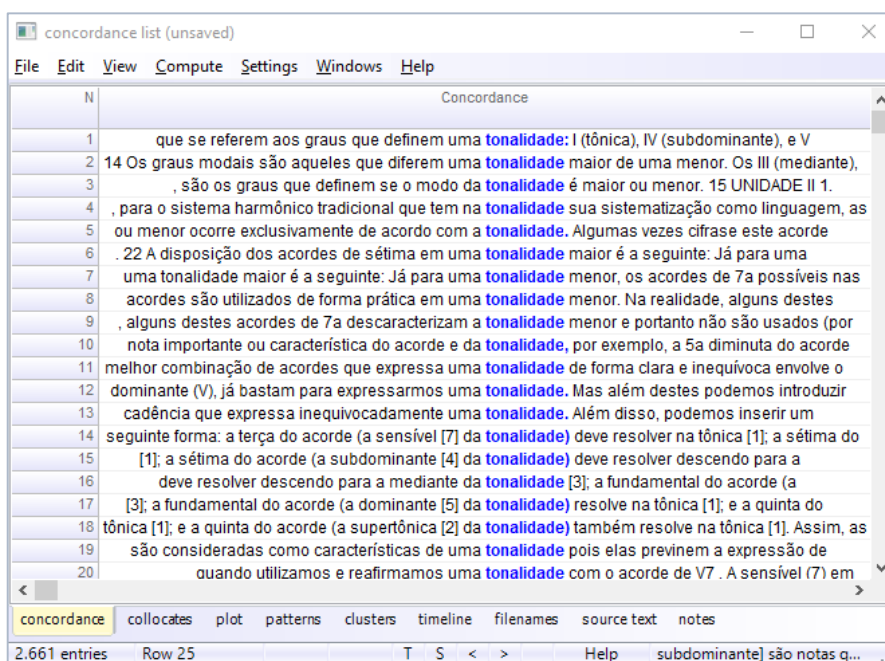 concordance list (unsaved)
File Edit View Compute Settings Windows Help
N Concordance
1 que se referem aos graus que definem uma tonalidade: I (tônica), IV (subdominante), e V
2 14 Os graus modais são aqueles que diferem uma tonalidade maior de uma menor. Os III (mediante),
3 , são os graus que definem se o modo da tonalidade é maior ou menor. 15 UNIDADE II 1.
4 , para o sistema harmônico tradicional que tem na tonalidade sua sistematização como linguagem, as
5 ou menor ocorre exclusivamente de acordo com a tonalidade. Algumas vezes cifrase este acorde
6 . 22 A disposição dos acordes de sétima em uma tonalidade maior é a seguinte: Já para uma
7 uma tonalidade maior é a seguinte: Já para uma tonalidade menor, os acordes de 7a possíveis nas
8 acordes são utilizados de forma prática em uma tonalidade menor. Na realidade, alguns destes
9 , alguns destes acordes de 7a descaracterizam a tonalidade menor e portanto não são usados (por
10 nota importante ou característica do acorde e da tonalidade, por exemplo, a 5a diminuta do acorde
11 melhor combinação de acordes que expressa uma tonalidade de forma clara e inequívoca envolve o
12 dominante (V), já bastam para expressarmos uma tonalidade. Mas além destes podemos introduzir
13 cadência que expressa inequivocadamente uma tonalidade. Além disso, podemos inserir um
14 seguinte forma: a terça do acorde (a sensível [7] da tonalidade) deve resolver na tônica [1]; a sétima do
15 [1]; a sétima do acorde (a subdominante [4] da tonalidade) deve resolver descendo para a
16 deve resolver descendo para a mediante da tonalidade [3]; a fundamental do acorde (a
17 [3]; a fundamental do acorde (a dominante [5] da tonalidade) resolve na tônica [1]; e a quinta do
18 tônica [1]; e a quinta do acorde (a supertônica [2] da tonalidade) também resolve na tônica [1]. Assim, as
19 são consideradas como características de uma tonalidade pois elas previnem a expressão de
20 quando utilizamos e reafirmamos uma tonalidade com o acorde de V7 . A sensível (7) em
concordance collocates plot patterns clusters timeline filenames source text notes
2.661 entries Row 25 T S < > Help subdominante] são notas q...